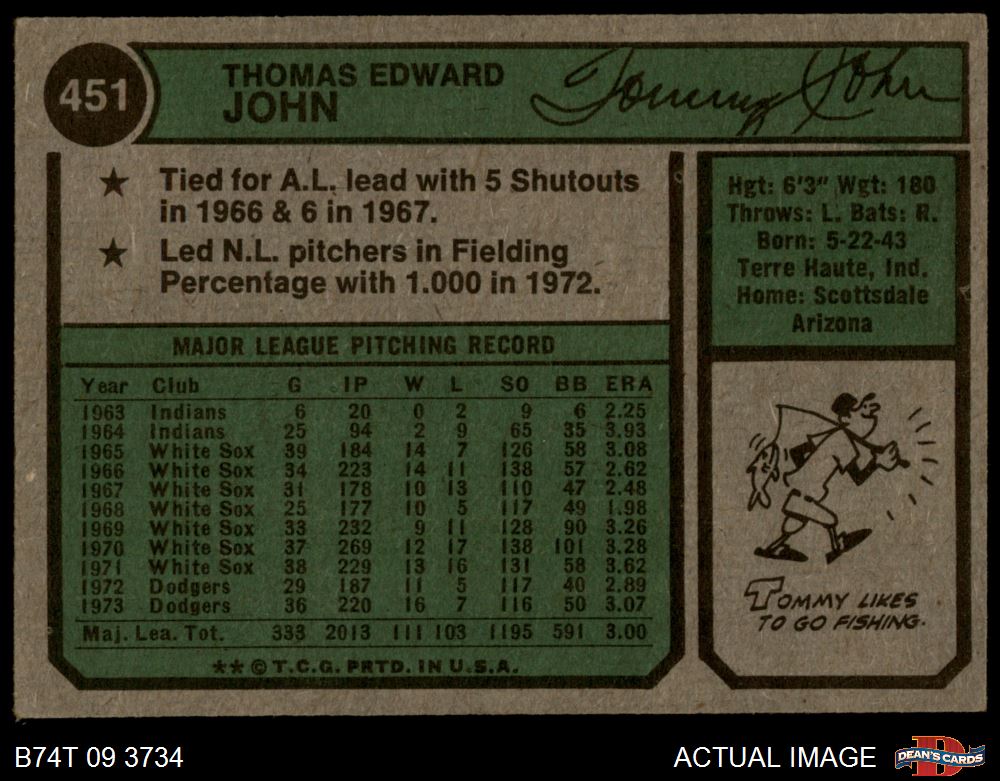 451
THOMAS EDWARD
JOHN
Tommy John
★ Tied for A.L. lead with 5 Shutouts
in 1966 & 6 in 1967.
★ Led N.L. pitchers in Fielding
Percentage with 1.000 in 1972.
MAJOR LEAGUE PITCHING RECORD
Year Club G IP W L SO BB ERA
1963 Indians 6 20 0 2 9 6 2.25
1964 Indians 25 94 2 9 65 35 3.93
1965 White Sox 39 184 14 7 126 58 3.08
1966 White Sox 34 223 14 11 138 57 2.62
1967 White Sox 31 178 10 13 110 47 2.48
1968 White Sox 25 177 10 5 117 49 1.98
1969 White Sox 33 232 9 11 128 90 3.26
1970 White Sox 37 269 12 17 138 101 3.28
1971 White Sox 38 229 13 16 131 58 3.62
1972 Dodgers 29 187 11 5 117 40 2.89
1973 Dodgers 36 220 16 7 116 50 3.07
Maj. Lea. Tot. 333 2013 111 103 1195 591 3.00
★★ © T.C.G. PRTD. IN U.S.A.
Hgt: 6'3" Wgt: 180
Throws: L. Bats: R.
Born: 5-22-43
Terre Haute, Ind.
Home: Scottsdale
Arizona
TOMMY LIKES
TO GO FISHING.
B74T 09 3734
ACTUAL IMAGE
D
DEAN'S CARDS